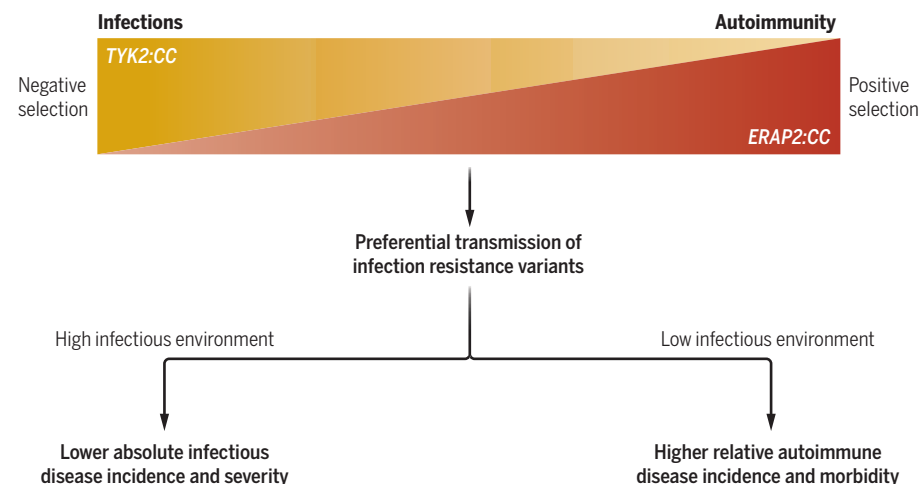 Infections
Autoimmunity
TYK2:CC
Negative
selection
Positive
selection
ERAP2:CC
Preferential transmission of
infection resistance variants
High infectious environment
Low infectious environment
Lower absolute infectious
disease incidence and severity
Higher relative autoimmune
disease incidence and morbidity